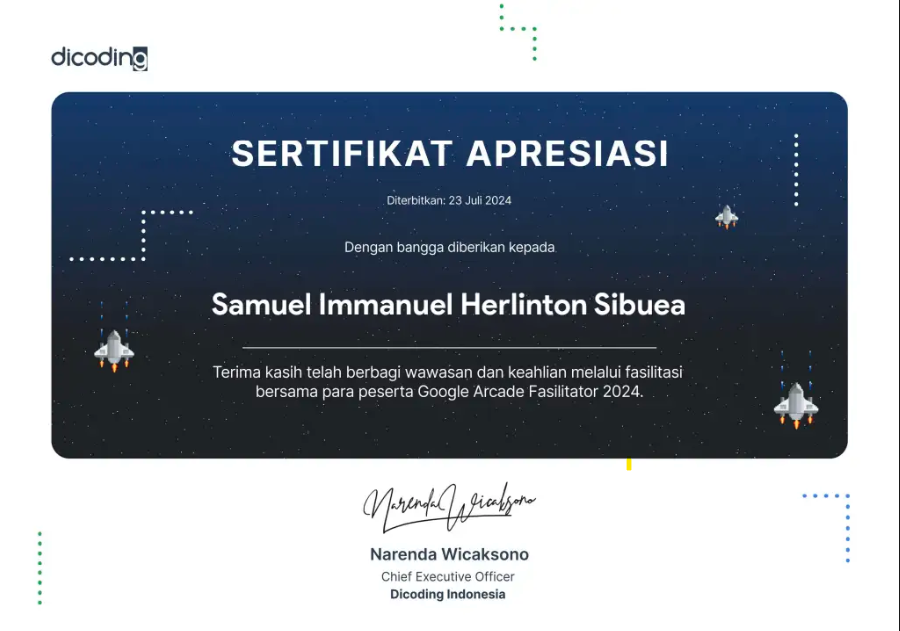 dicoding
SERTIFIKAT APRESIASI
Diterbitkan: 23 Juli 2024
Dengan bangga diberikan kepada
Samuel Immanuel Herlinton Sibuea
Terima kasih telah berbagi wawasan dan keahlian melalui fasilitasi
bersama para peserta Google Arcade Fasilitator 2024.
Narenda Wicaksono
Narenda Wicaksono
Chief Executive Officer
Dicoding Indonesia